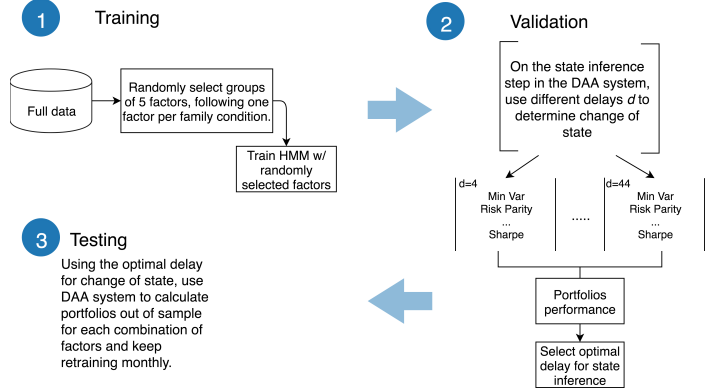 1
Training
Full data
Randomly select groups
of 5 factors, following one
factor per family condition.
Train HMM w/
randomly
selected factors
2
Validation
On the state inference
step in the DAA system,
use different delays d to
determine change of
state
d=4
Min Var
Risk Parity
...
Sharpe
.....
d=44
Min Var
Risk Parity
...
Sharpe
Portfolios
performance
Select optimal
delay for state
inference
3
Testing
Using the optimal delay
for change of state, use
DAA system to calculate
portfolios out of sample
for each combination of
factors and keep
retraining monthly.